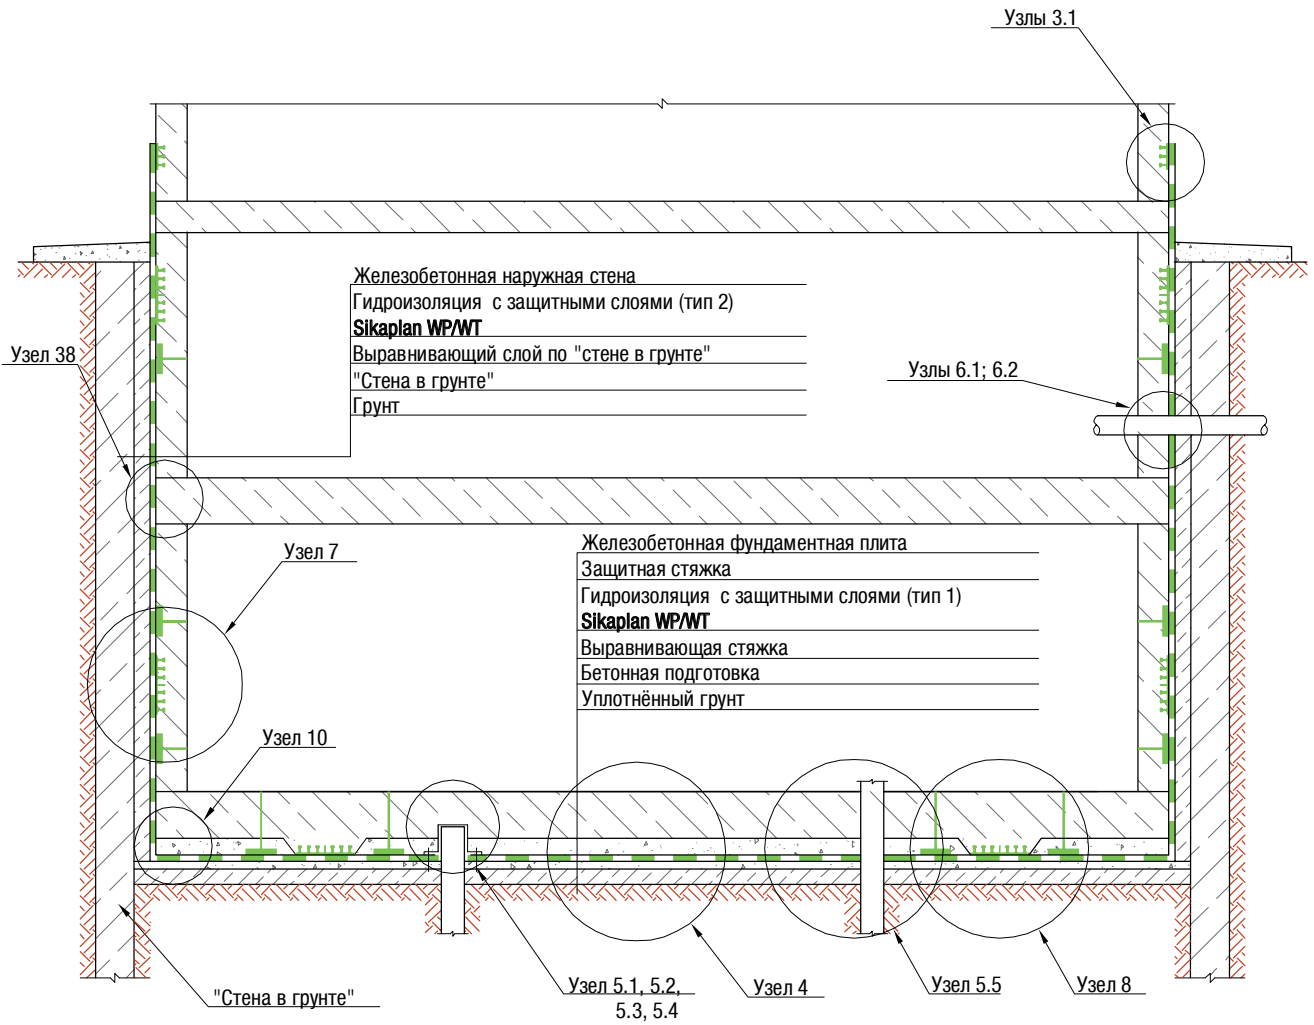 Узлы 3.1
Железобетонная наружная стена
Гидроизоляция с защитными слоями (тип 2)
Sikaplan WP/WT
Выравнивающий слой по "стене в грунте"
"Стена в грунте"
Грунт
Узел 38
Узлы 6.1; 6.2
Узел 7
Железобетонная фундаментная плита
Защитная стяжка
Гидроизоляция с защитными слоями (тип 1)
Sikaplan WP/WT
Выравнивающая стяжка
Бетонная подготовка
Уплотнённый грунт
Узел 10
"Стена в грунте"
Узел 5.1, 5.2,
5.3, 5.4
Узел 4
Узел 5.5
Узел 8